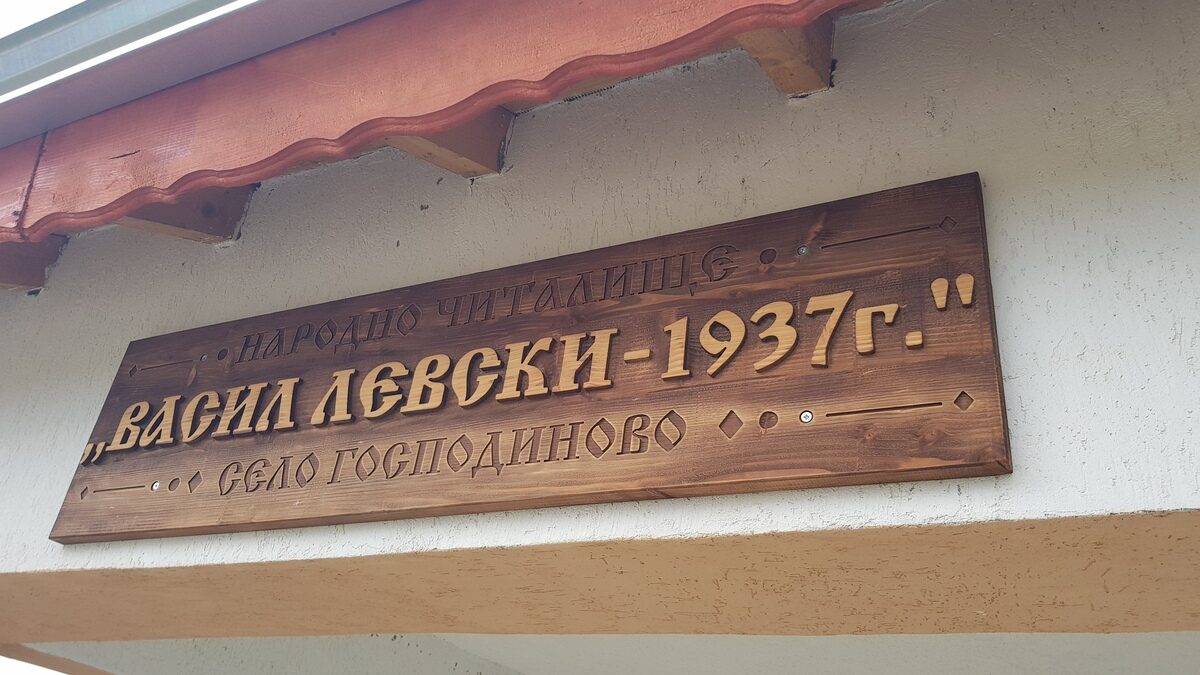 НАРОДНО ЧИТАЛИЩЕ
„ВАСИЛ ЛЕВСКИ-1937г."
СЕЛО ГОСПОДИНОВО